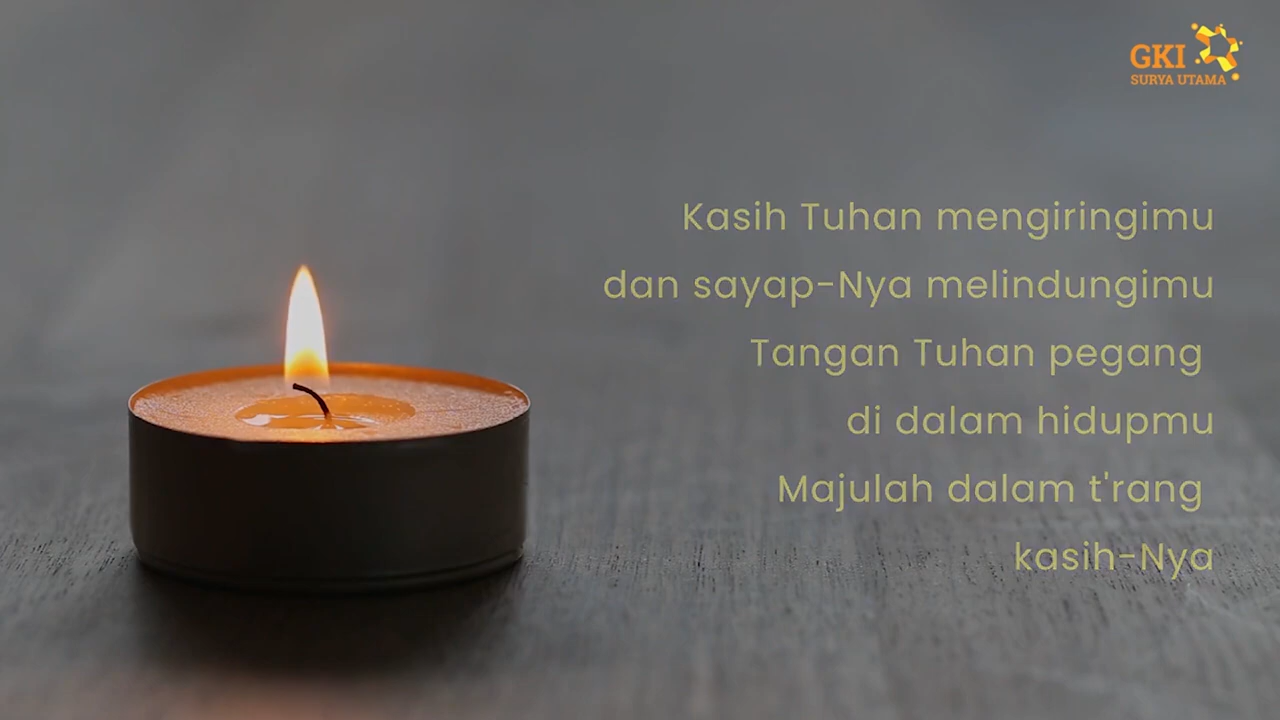 GKI
SURYA UTAMA
Kasih Tuhan mengiringimu
dan sayap-Nya melindungimu
Tangan Tuhan pegang
di dalam hidupmu
Majulah dalam t'rang
kasih-Nya